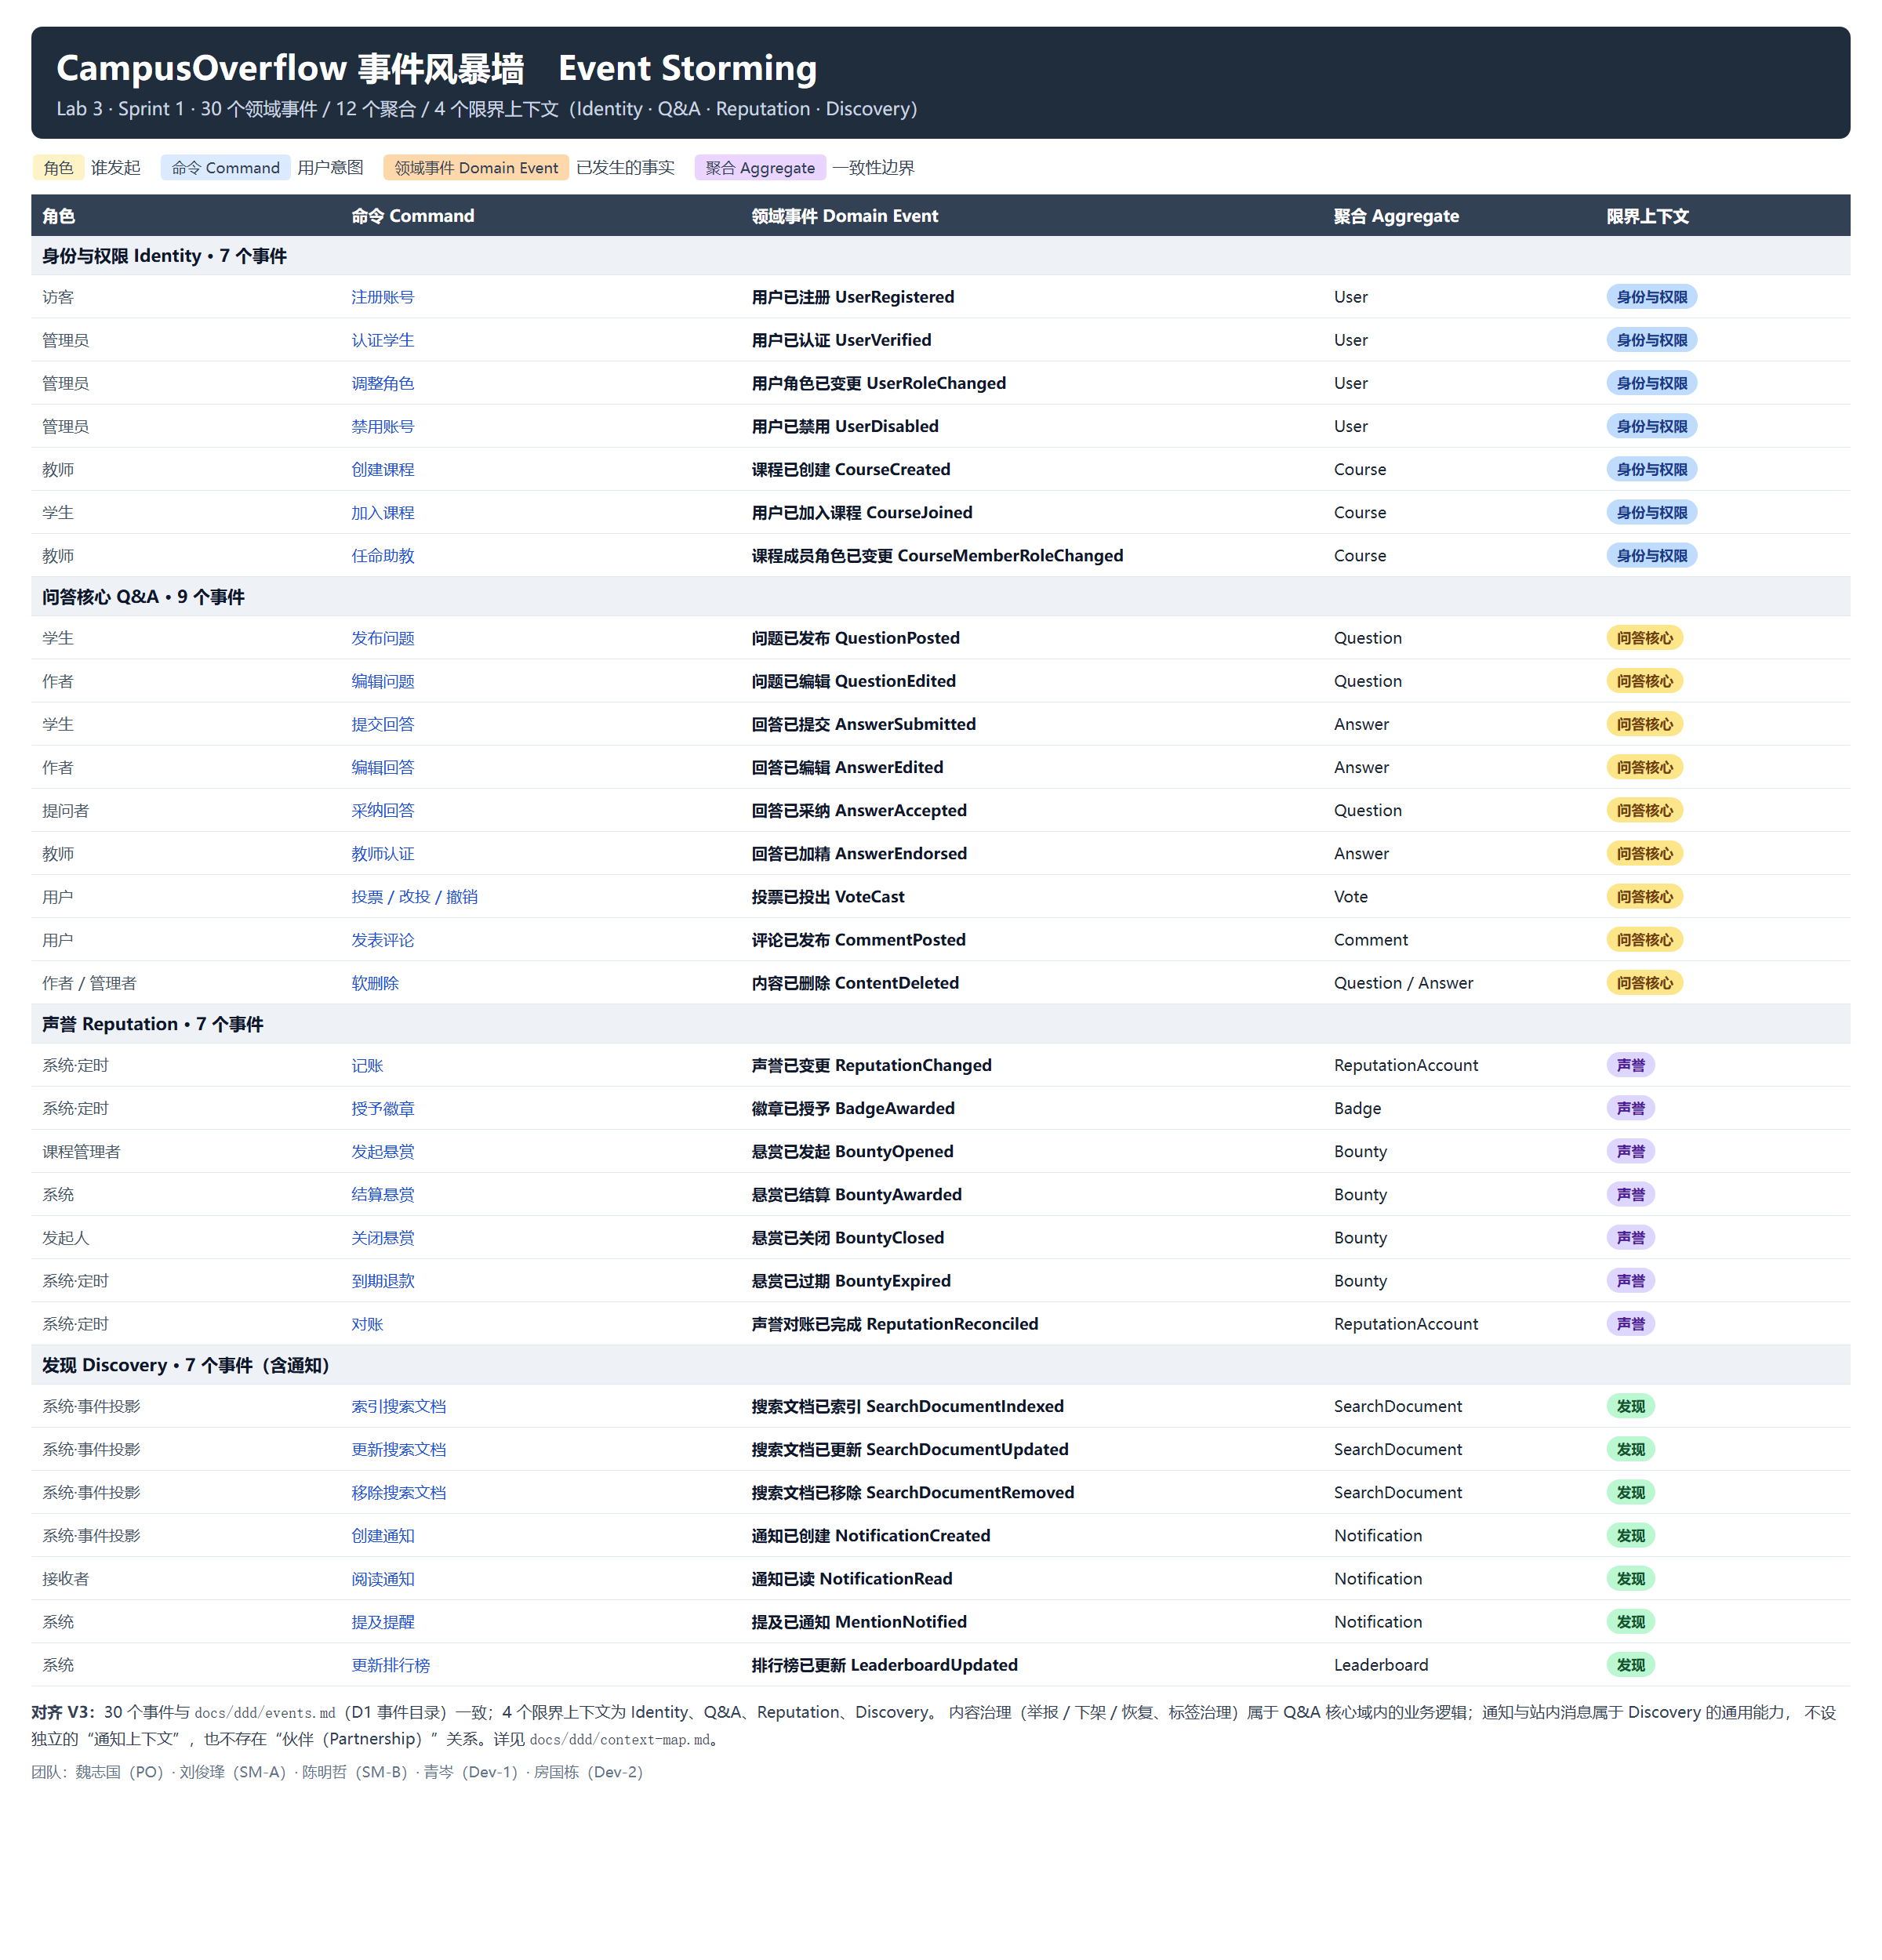 CampusOverflow 事件风暴墙 Event Storming
Lab 3 · Sprint 1 · 30 个领域事件 / 12 个聚合 / 4 个限界上下文（Identity · Q&A · Reputation · Discovery）
角色 谁发起 命令 Command 用户意图 领域事件 Domain Event 已发生的事实 聚合 Aggregate 一致性边界
角色 命令 Command 领域事件 Domain Event 聚合 Aggregate 限界上下文
身份与权限 Identity • 7 个事件
访客 注册账号 用户已注册 UserRegistered User 身份与权限
管理员 认证学生 用户已认证 UserVerified User 身份与权限
管理员 调整角色 用户角色已变更 UserRoleChanged User 身份与权限
管理员 禁用账号 用户已禁用 UserDisabled User 身份与权限
教师 创建课程 课程已创建 CourseCreated Course 身份与权限
学生 加入课程 用户已加入课程 CourseJoined Course 身份与权限
教师 任命助教 课程成员角色已变更 CourseMemberRoleChanged Course 身份与权限
问答核心 Q&A • 9 个事件
学生 发布问题 问题已发布 QuestionPosted Question 问答核心
作者 编辑问题 问题已编辑 QuestionEdited Question 问答核心
学生 提交回答 回答已提交 AnswerSubmitted Answer 问答核心
作者 编辑回答 回答已编辑 AnswerEdited Answer 问答核心
提问者 采纳回答 回答已采纳 AnswerAccepted Question 问答核心
教师 教师认证 回答已加精 AnswerEndorsed Answer 问答核心
用户 投票 / 改投 / 撤销 投票已投出 VoteCast Vote 问答核心
用户 发表评论 评论已发布 CommentPosted Comment 问答核心
作者 / 管理者 软删除 内容已删除 ContentDeleted Question / Answer 问答核心
声誉 Reputation • 7 个事件
系统·定时 记账 声誉已变更 ReputationChanged ReputationAccount 声誉
系统·定时 授予徽章 徽章已授予 BadgeAwarded Badge 声誉
课程管理者 发起悬赏 悬赏已发起 BountyOpened Bounty 声誉
系统 结算悬赏 悬赏已结算 BountyAwarded Bounty 声誉
发起人 关闭悬赏 悬赏已关闭 BountyClosed Bounty 声誉
系统·定时 到期退款 悬赏已过期 BountyExpired Bounty 声誉
系统·定时 对账 声誉对账已完成 ReputationReconciled ReputationAccount 声誉
发现 Discovery • 7 个事件（含通知）
系统·事件投影 索引搜索文档 搜索文档已索引 SearchDocumentIndexed SearchDocument 发现
系统·事件投影 更新搜索文档 搜索文档已更新 SearchDocumentUpdated SearchDocument 发现
系统·事件投影 移除搜索文档 搜索文档已移除 SearchDocumentRemoved SearchDocument 发现
系统·事件投影 创建通知 通知已创建 NotificationCreated Notification 发现
接收者 阅读通知 通知已读 NotificationRead Notification 发现
系统 提及提醒 提及已通知 MentionNotified Notification 发现
系统 更新排行榜 排行榜已更新 LeaderboardUpdated Leaderboard 发现
对齐 V3：30 个事件与 docs/ddd/events.md（D1 事件目录）一致；4 个限界上下文为 Identity、Q&A、Reputation、Discovery。 内容治理（举报 / 下架 / 恢复、标签治理）属于 Q&A 核心域内的业务逻辑；通知与站内消息属于 Discovery 的通用能力， 不设
独立的“通知上下文”，也不存在“伙伴（Partnership）”关系。详见 docs/ddd/context-map.md。
团队：魏志国（PO）· 刘俊瑋（SM-A）· 陈明哲（SM-B）· 青岑（Dev-1）· 房国栋（Dev-2）